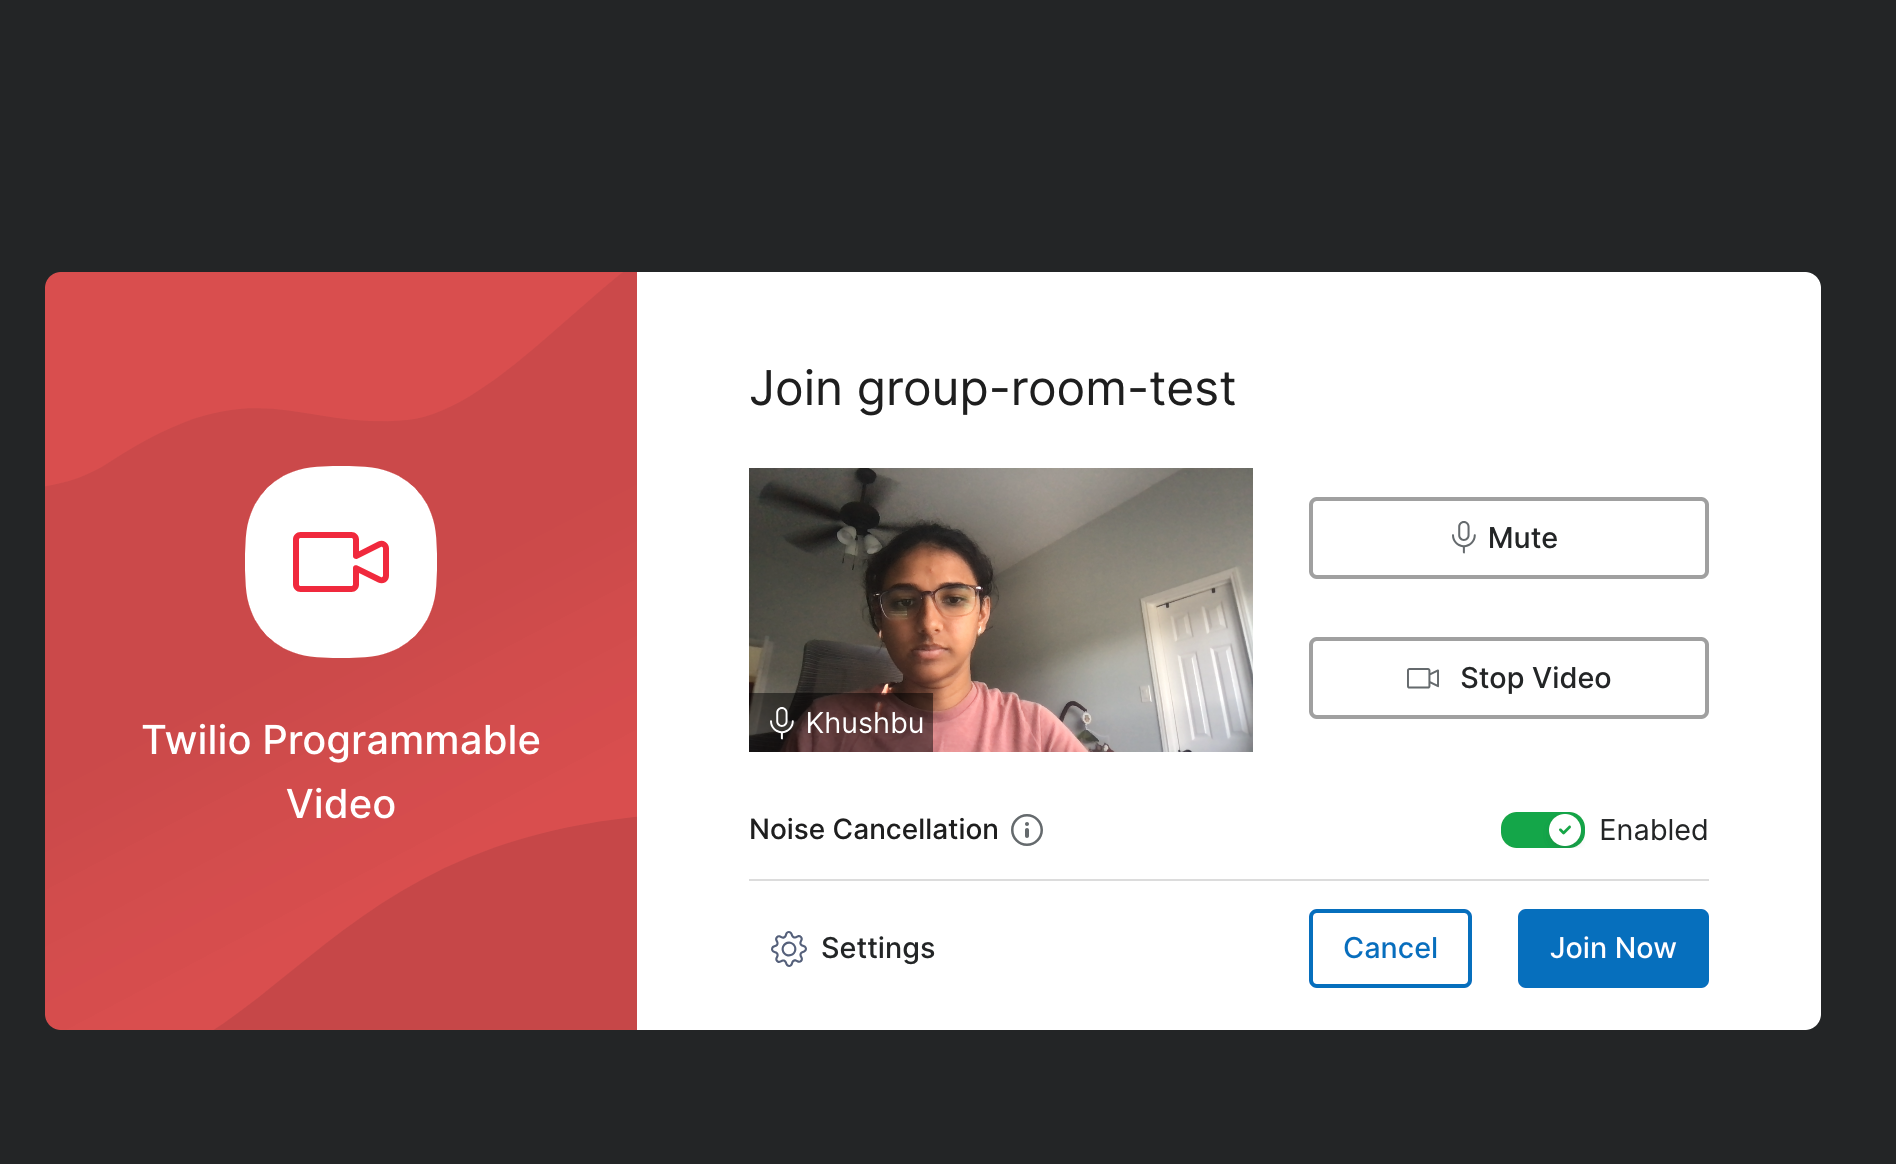 Twilio Programmable
Video
Join group-room-test
Khushbu
Mute
Stop Video
Noise Cancellation
Enabled
Settings
Cancel
Join Now